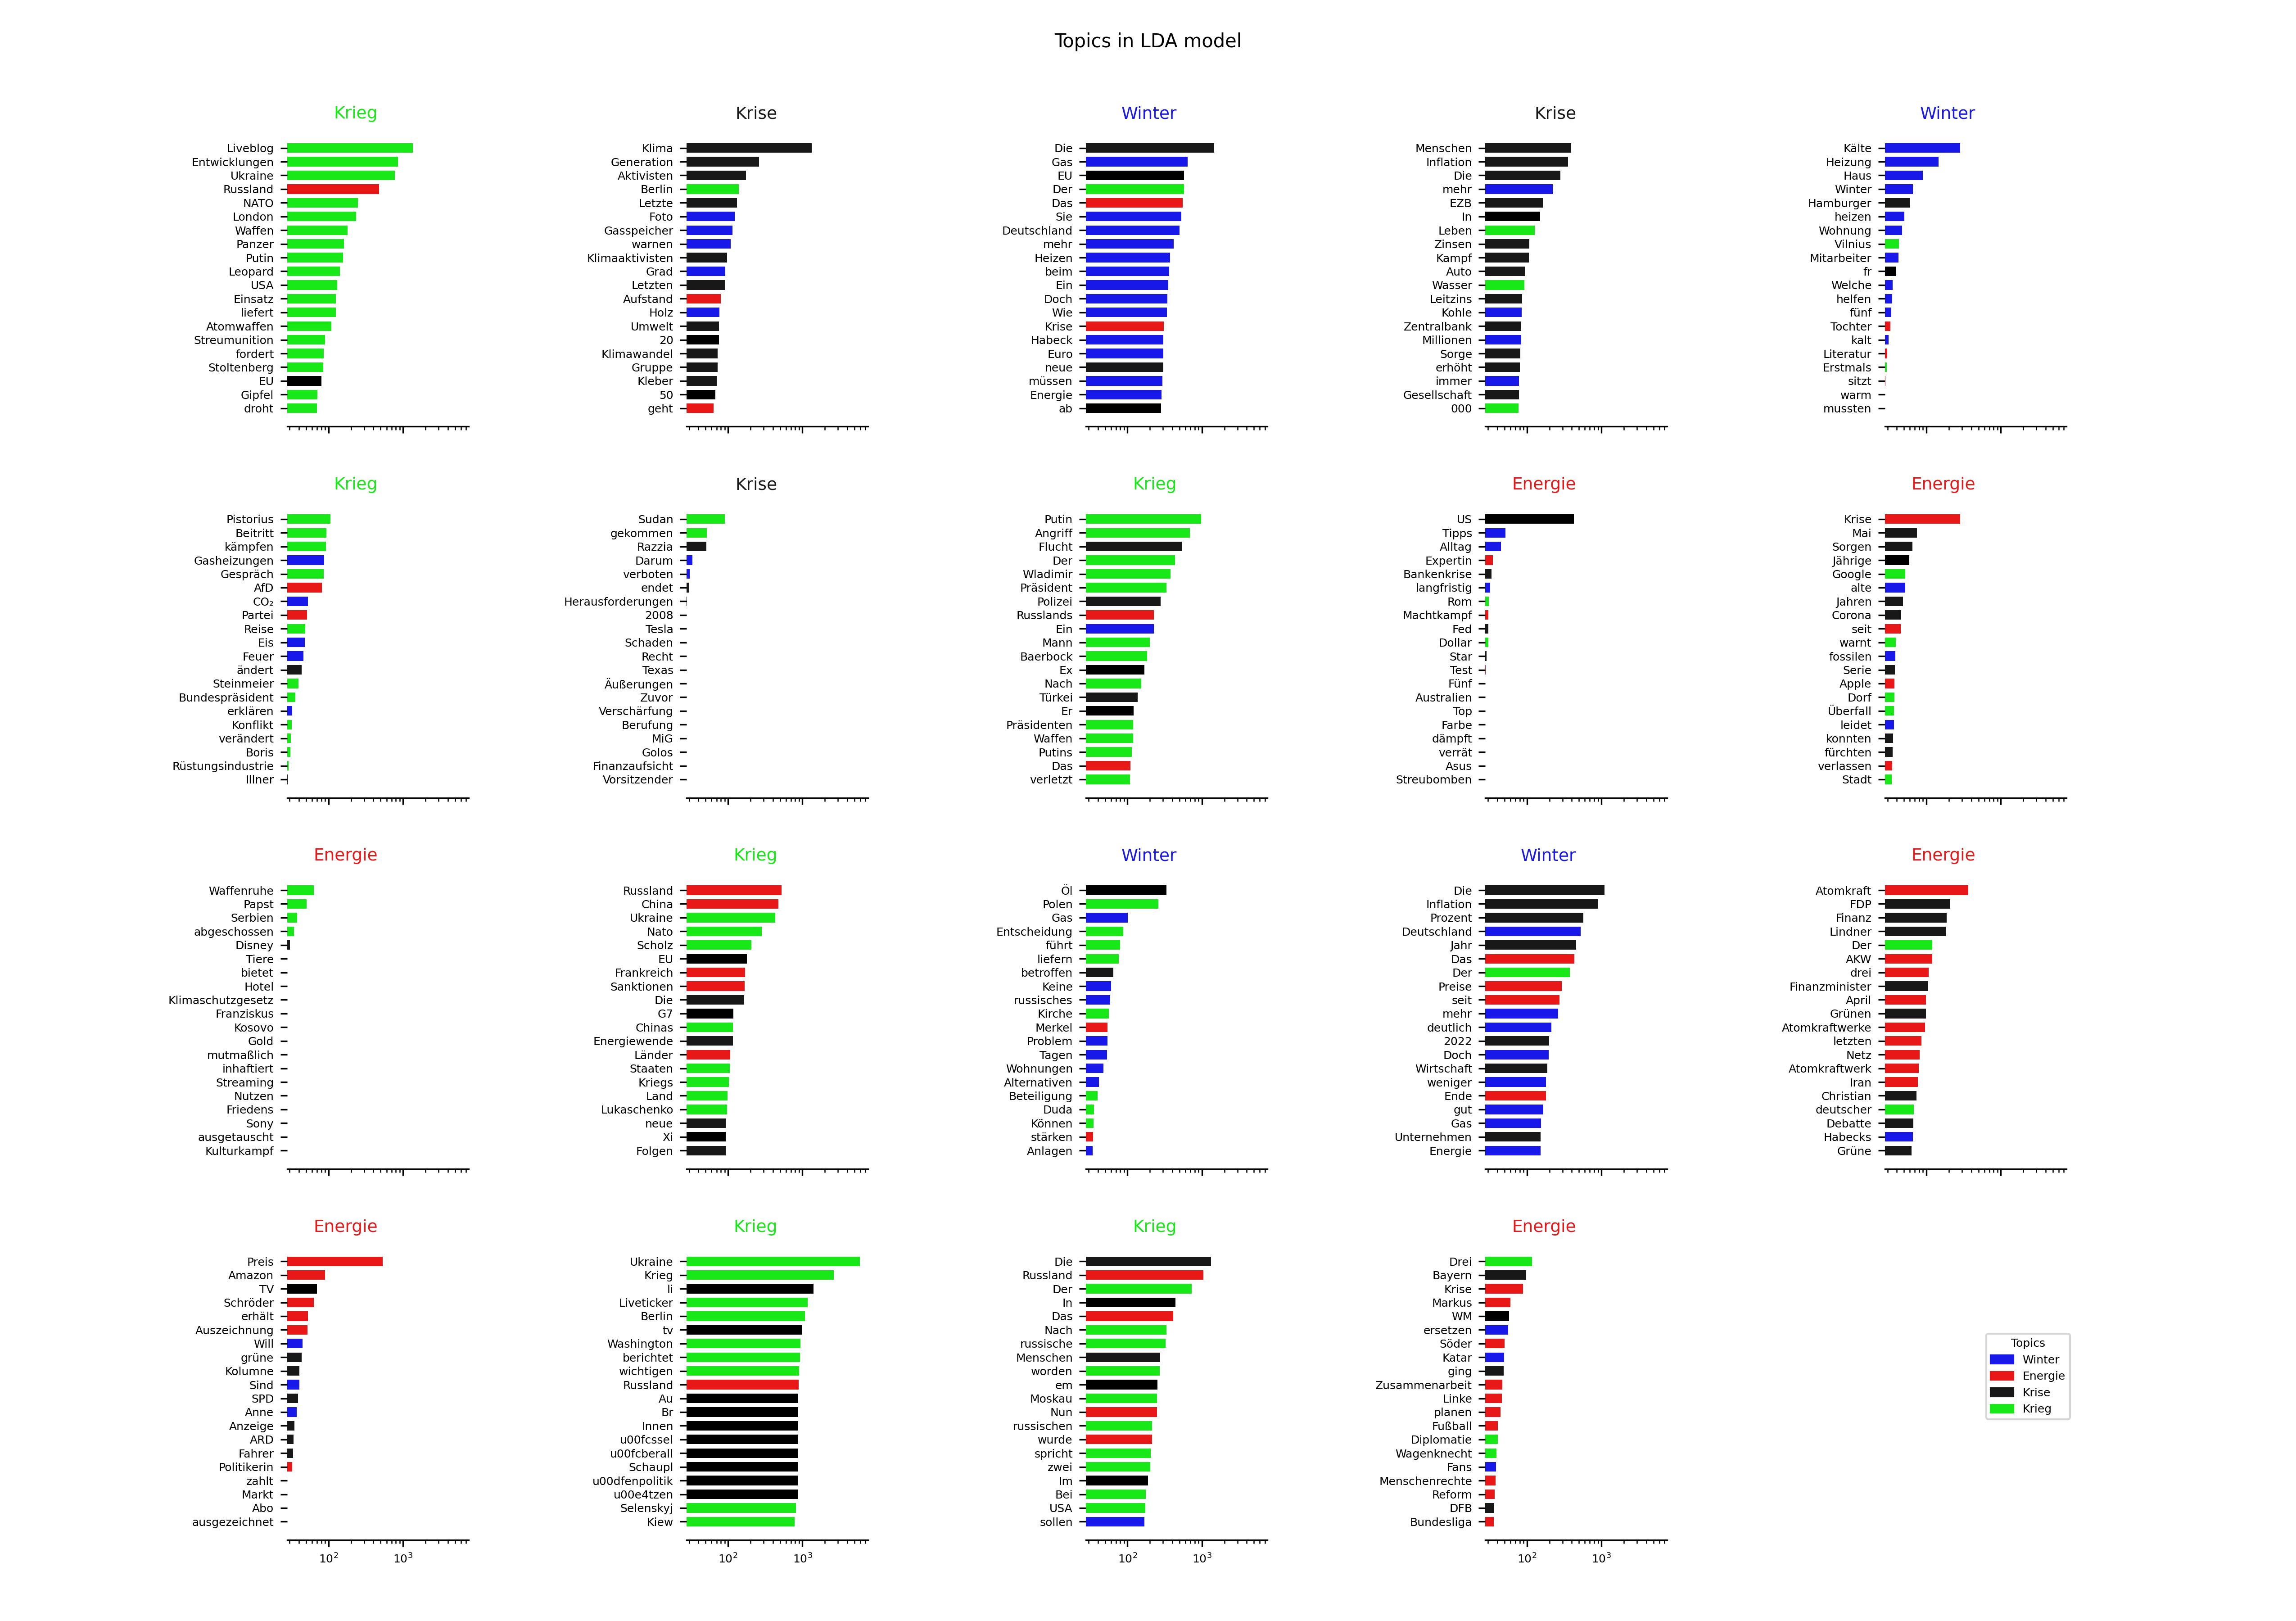 Topics in LDA model
Krieg
Liveblog
Entwicklungen
Ukraine
Russland
NATO
London
Waffen
Panzer
Putin
Leopard
USA
Einsatz
liefert
Atomwaffen
Streumunition
fordert
Stoltenberg
EU
Gipfel
droht
Krise
Klima
Generation
Aktivisten
Berlin
Letzte
Foto
Gasspeicher
warnen
Klimaaktivisten
Grad
Letzten
Aufstand
Holz
Umwelt
20
Klimawandel
Gruppe
Kleber
50
geht
Winter
Die
Gas
EU
Der
Das
Sie
Deutschland
mehr
Heizen
beim
Ein
Doch
Wie
Krise
Habeck
Euro
neue
müssen
Energie
ab
Krise
Menschen
Inflation
Die
mehr
EZB
In
Leben
Zinsen
Kampf
Auto
Wasser
Leitzins
Kohle
Zentralbank
Millionen
Sorge
erhöht
immer
Gesellschaft
000
Winter
Kälte
Heizung
Haus
Winter
Hamburger
heizen
Wohnung
Vilnius
Mitarbeiter
fr
Welche
helfen
fünf
Tochter
kalt
Literatur
Erstmals
sitzt
warm
mussten
Krieg
Pistorius
Beitritt
kämpfen
Gasheizungen
Gespräch
AfD
CO₂
Partei
Reise
Eis
Feuer
ändert
Steinmeier
Bundespräsident
erklären
Konflikt
verändert
Boris
Rüstungsindustrie
Illner
Krise
Sudan
gekommen
Razzia
Darum
verboten
endet
Herausforderungen
2008
Tesla
Schaden
Recht
Texas
Äußerungen
Zuvor
Verschärfung
Berufung
MiG
Golos
Finanzaufsicht
Vorsitzender
Krieg
Putin
Angriff
Flucht
Der
Wladimir
Präsident
Polizei
Russlands
Ein
Mann
Baerbock
Ex
Nach
Türkei
Er
Präsidenten
Waffen
Putins
Das
verletzt
Energie
US
Tipps
Alltag
Expertin
Bankenkrise
langfristig
Rom
Machtkampf
Fed
Dollar
Star
Test
Fünf
Australien
Top
Farbe
dämpft
verrät
Asus
Streubomben
Energie
Krise
Mai
Sorgen
Jährige
Google
alte
Jahren
Corona
seit
warnt
fossilen
Serie
Apple
Dorf
Überfall
leidet
konnten
fürchten
verlassen
Stadt
Energie
Waffenruhe
Papst
Serbien
abgeschossen
Disney
Tiere
bietet
Hotel
Klimaschutzgesetz
Franziskus
Kosovo
Gold
mutmaßlich
inhaftiert
Streaming
Nutzen
Friedens
Sony
ausgetauscht
Kulturkampf
Krieg
Russland
China
Ukraine
Nato
Scholz
EU
Frankreich
Sanktionen
Die
G7
Chinas
Energiewende
Länder
Staaten
Kriegs
Land
Lukaschenko
neue
Xi
Folgen
Winter
Öl
Polen
Gas
Entscheidung
führt
liefern
betroffen
Keine
russisches
Kirche
Merkel
Problem
Tagen
Wohnungen
Alternativen
Beteiligung
Duda
Können
stärken
Anlagen
Winter
Die
Inflation
Prozent
Deutschland
Jahr
Das
Der
Preise
seit
mehr
deutlich
2022
Doch
Wirtschaft
weniger
Ende
gut
Gas
Unternehmen
Energie
Energie
Atomkraft
FDP
Finanz
Lindner
Der
AKW
drei
Finanzminister
April
Grünen
Atomkraftwerke
letzten
Netz
Atomkraftwerk
Iran
Christian
deutscher
Debatte
Habecks
Grüne
Energie
Preis
Amazon
TV
Schröder
erhält
Auszeichnung
Will
grüne
Kolumne
Sind
SPD
Anne
Anzeige
ARD
Fahrer
Politikerin
zahlt
Markt
Abo
ausgezeichnet
10²
10³
Krieg
Ukraine
Krieg
li
Liveticker
Berlin
tv
Washington
berichtet
wichtigen
Russland
Au
Br
Innen
u00fcssel
u00fcberall
Schaupl
u00dfenpolitik
u00e4tzen
Selenskyj
Kiew
10²
10³
Krieg
Die
Russland
Der
In
Das
Nach
russische
Menschen
worden
em
Moskau
Nun
russischen
wurde
spricht
zwei
Im
Bei
USA
sollen
10²
10³
Energie
Drei
Bayern
Krise
Markus
WM
ersetzen
Söder
Katar
ging
Zusammenarbeit
Linke
planen
Fußball
Diplomatie
Wagenknecht
Fans
Menschenrechte
Reform
DFB
Bundesliga
10²
10³
Topics
Winter
Energie
Krise
Krieg